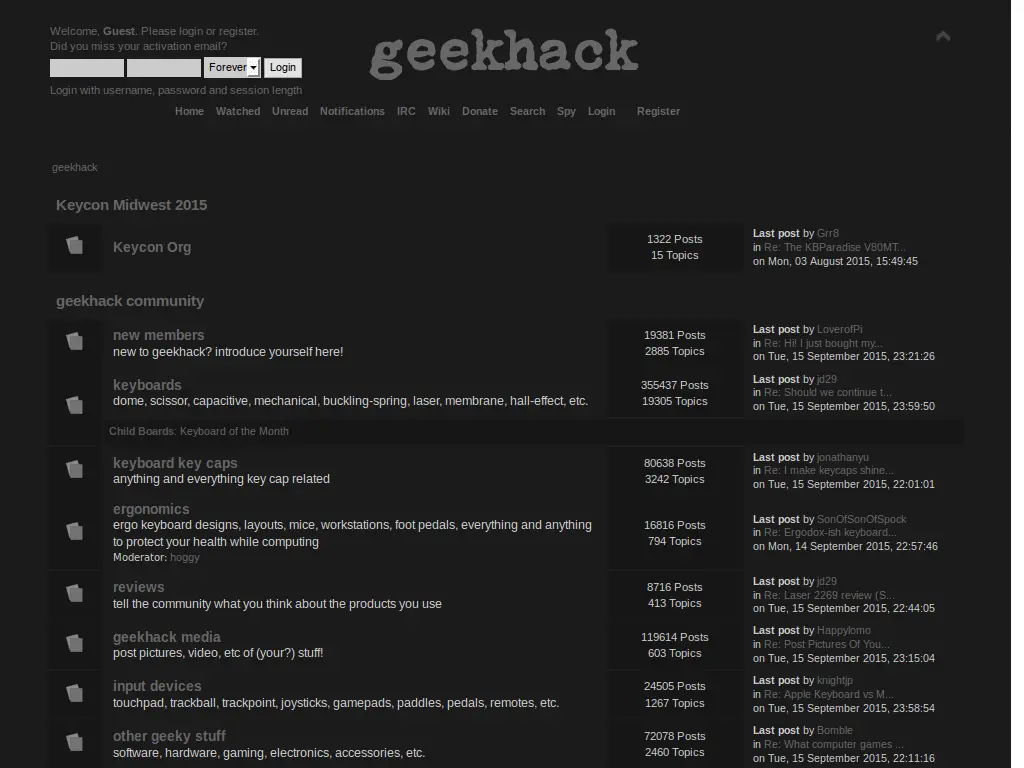 Welcome, Guest. Please login or register.
Did you miss your activation email?
Forever Login
Login with username, password and session length
geekhack
Home Watched Unread Notifications IRC Wiki Donate Search Spy Login Register
geekhack
Keycon Midwest 2015
Keycon Org
1322 Posts
15 Topics
Last post by Grr8
in Re: The KBParadise V80MT...
on Mon, 03 August 2015, 15:49:45
geekhack community
new members
new to geekhack? introduce yourself here!
19381 Posts
2885 Topics
Last post by LoverofPi
in Re: Hi! I just bought my...
on Tue, 15 September 2015, 23:21:26
keyboards
dome, scissor, capacitive, mechanical, buckling-spring, laser, membrane, hall-effect, etc.
355437 Posts
19305 Topics
Last post by jd29
in Re: Should we continue t...
on Tue, 15 September 2015, 23:59:50
Child Boards: Keyboard of the Month
keyboard key caps
anything and everything key cap related
80638 Posts
3242 Topics
Last post by jonathanyu
in Re: I make keycaps shine...
on Tue, 15 September 2015, 22:01:01
ergonomics
ergo keyboard designs, layouts, mice, workstations, foot pedals, everything and anything
to protect your health while computing
Moderator: hoggy
16816 Posts
794 Topics
Last post by SonOfSonOfSpock
in Re: Ergodox-ish keyboard...
on Mon, 14 September 2015, 22:57:46
reviews
tell the community what you think about the products you use
8716 Posts
413 Topics
Last post by jd29
in Re: Laser 2269 review (S...
on Tue, 15 September 2015, 22:44:05
geekhack media
post pictures, video, etc of (your?) stuff!
119614 Posts
603 Topics
Last post by Happylomo
in Re: Post Pictures Of You...
on Tue, 15 September 2015, 23:15:04
input devices
touchpad, trackball, trackpoint, joysticks, gamepads, paddles, pedals, remotes, etc.
24505 Posts
1267 Topics
Last post by knightjp
in Re: Apple Keyboard vs M...
on Tue, 15 September 2015, 23:58:54
other geeky stuff
software, hardware, gaming, electronics, accessories, etc.
72078 Posts
2460 Topics
Last post by Bomble
in Re: What computer games ...
on Tue, 15 September 2015, 22:11:16